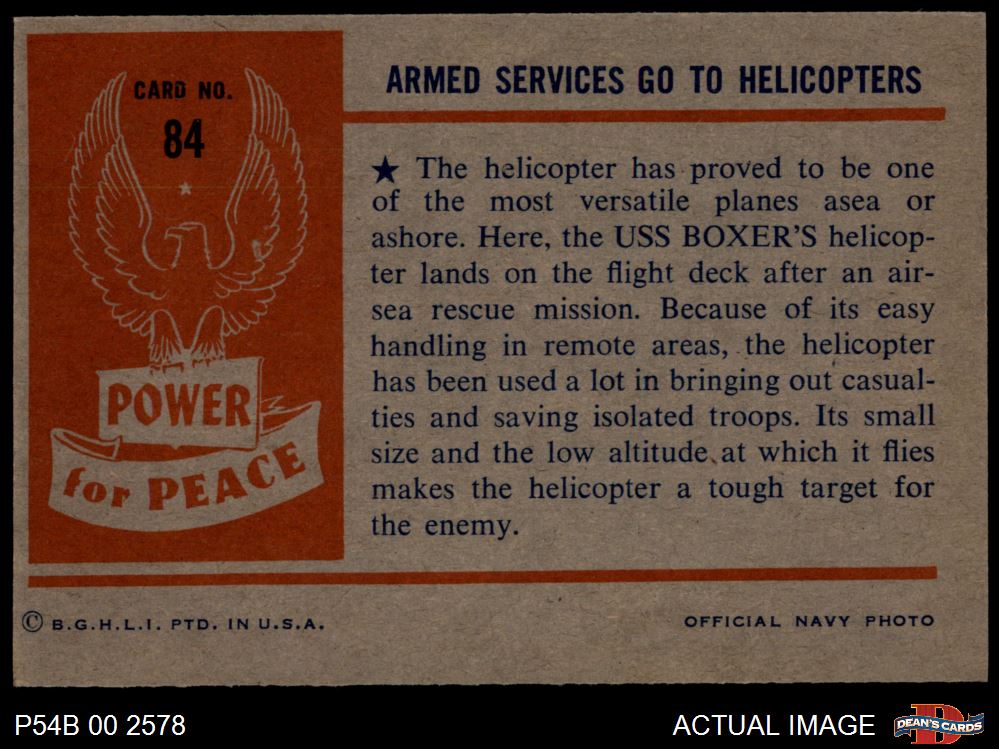 CARD NO.
84
POWER
for PEACE
ARMED SERVICES GO TO HELICOPTERS
★ The helicopter has proved to be one
of the most versatile planes asea or
ashore. Here, the USS BOXER'S helicop-
ter lands on the flight deck after an air-
sea rescue mission. Because of its easy
handling in remote areas, the helicopter
has been used a lot in bringing out casual-
ties and saving isolated troops. Its small
size and the low altitude at which it flies
makes the helicopter a tough target for
the enemy.
© B.G.H.L.I. PTD. IN U.S.A.
OFFICIAL NAVY PHOTO
P54B 00 2578
ACTUAL IMAGE
DEAN'S CARDS